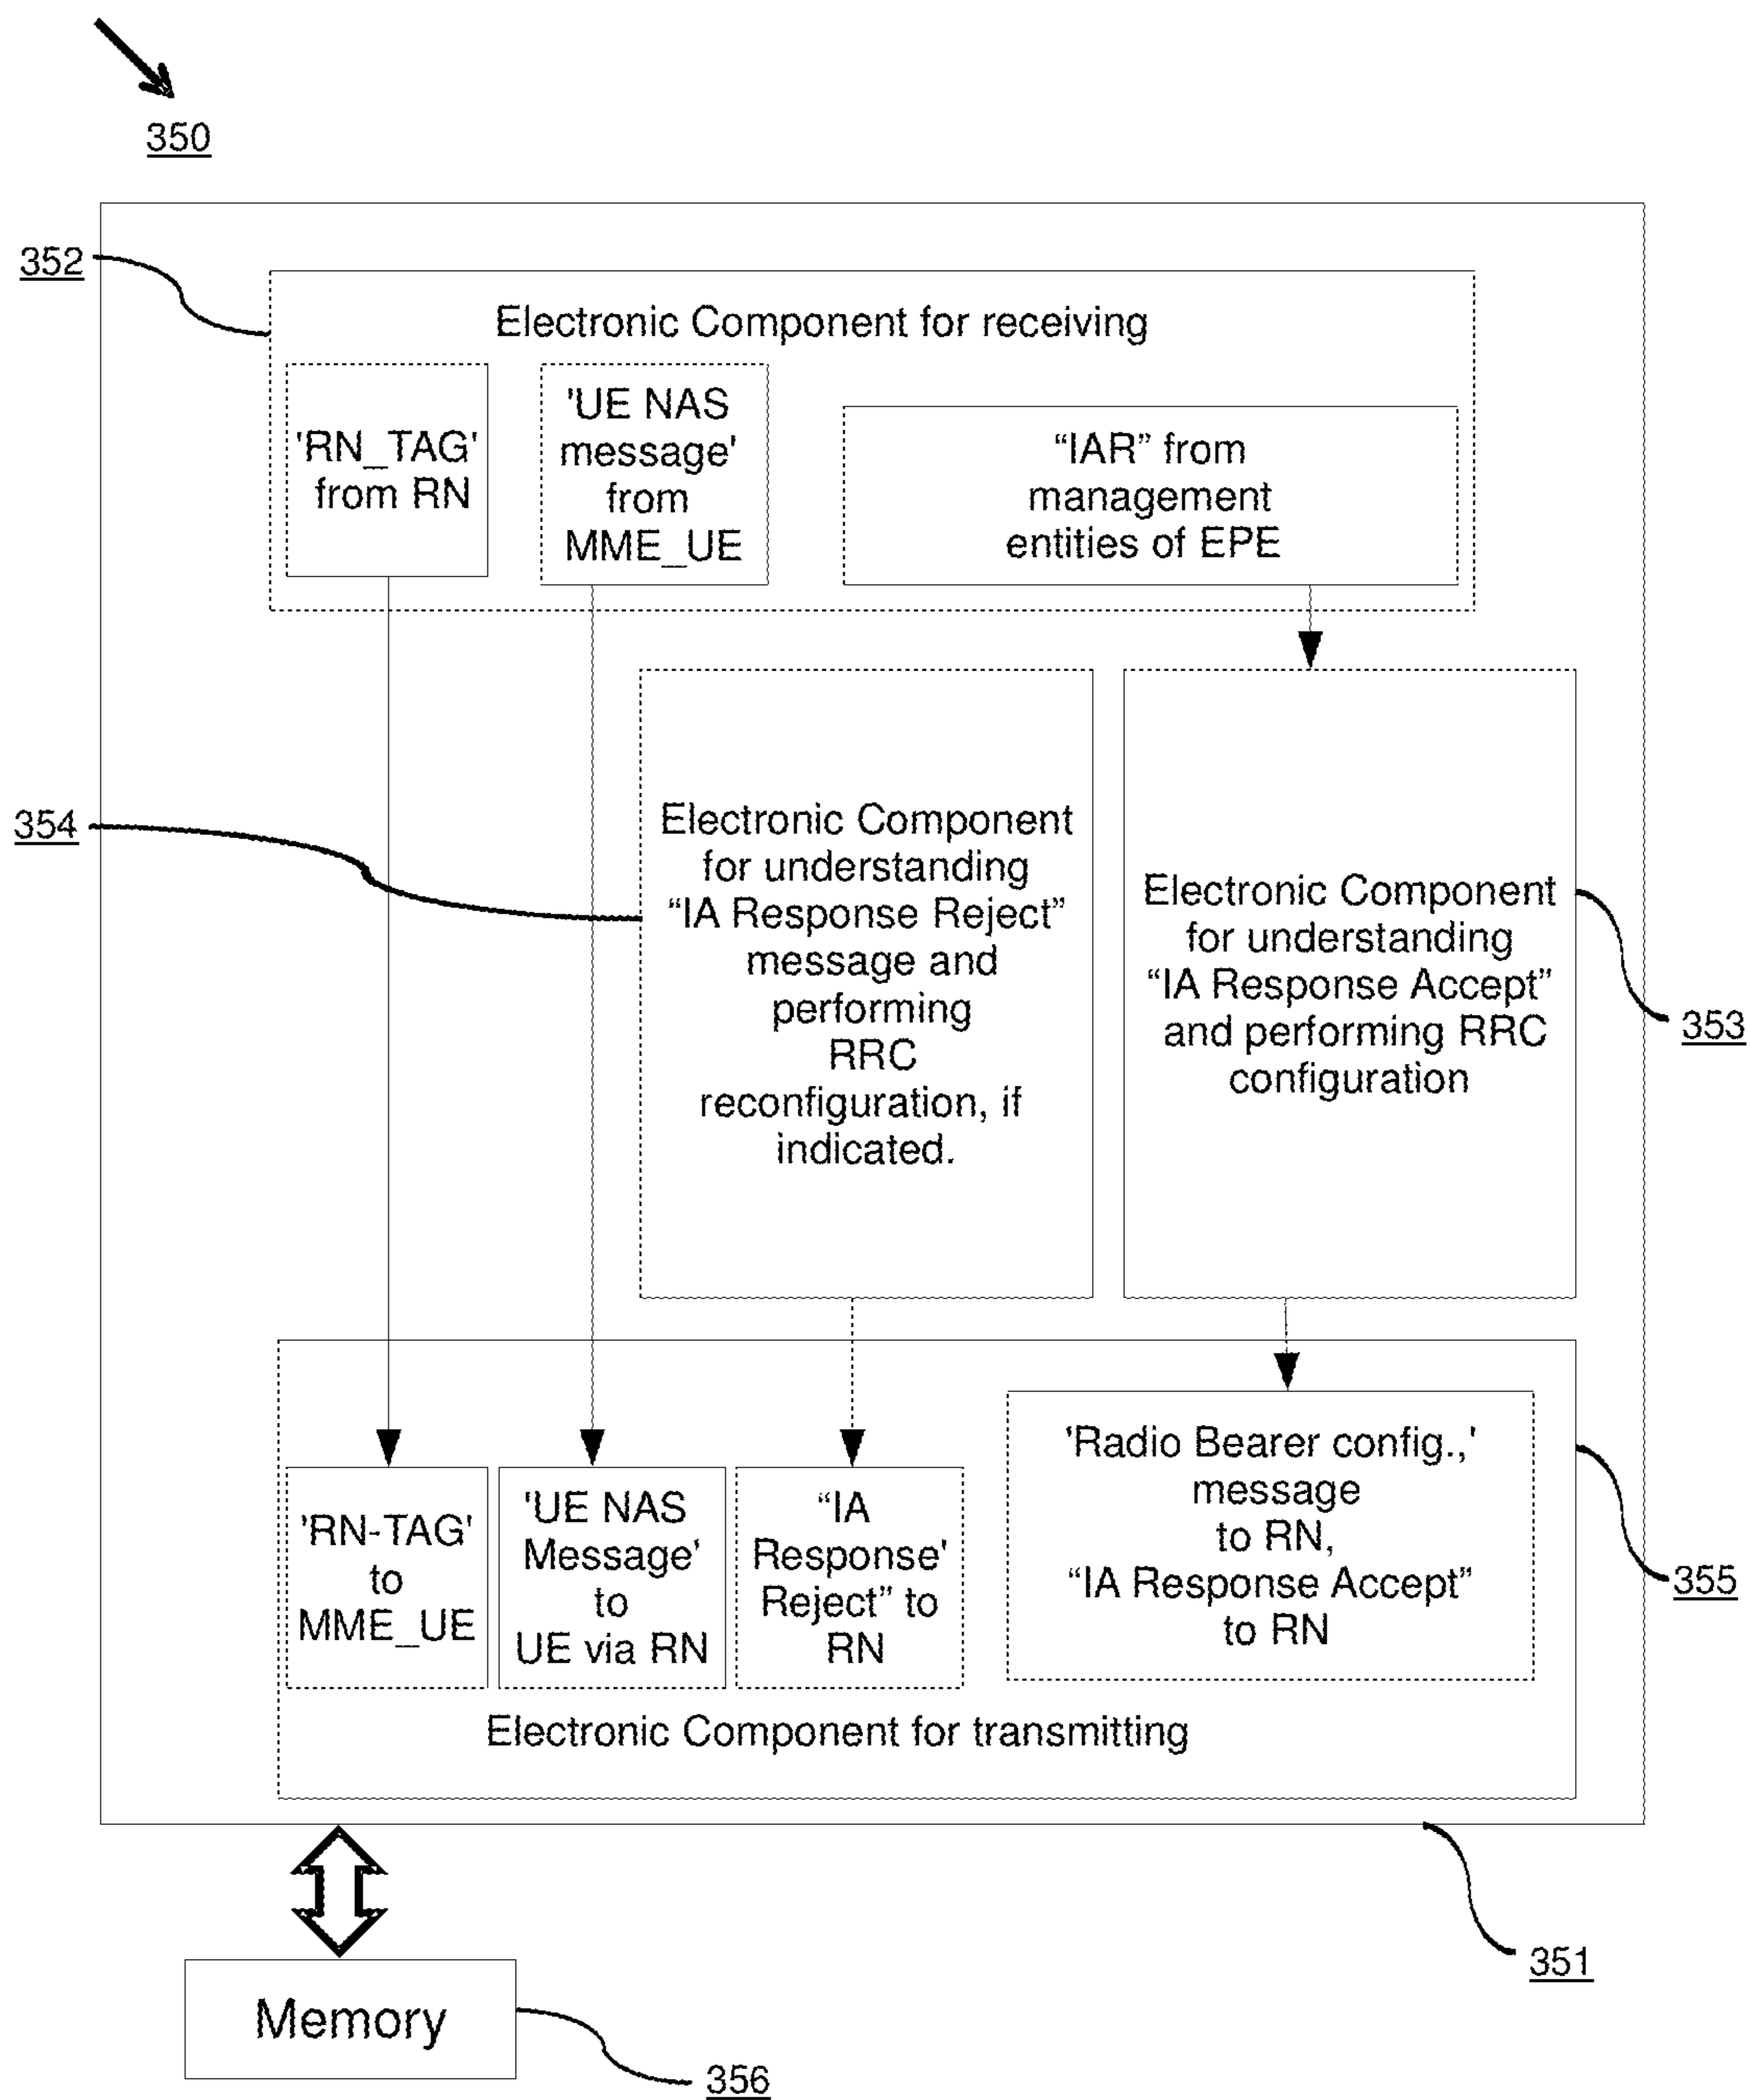 350
352
Electronic Component for receiving
'RN_TAG'
from RN
'UE NAS
message'
from
MME_UE
“IAR” from
management
entities of EPE
354
Electronic Component
for understanding
“IA Response Reject”
message and
performing
RRC
reconfiguration, if
indicated.
Electronic Component
for understanding
“IA Response Accept”
and performing RRC
configuration
353
'RN-TAG'
to
MME_UE
'UE NAS
Message'
to
UE via RN
“IA
Response'
Reject” to
RN
'Radio Bearer config.,'
message
to RN,
“IA Response Accept”
to RN
355
Electronic Component for transmitting
351
Memory
356